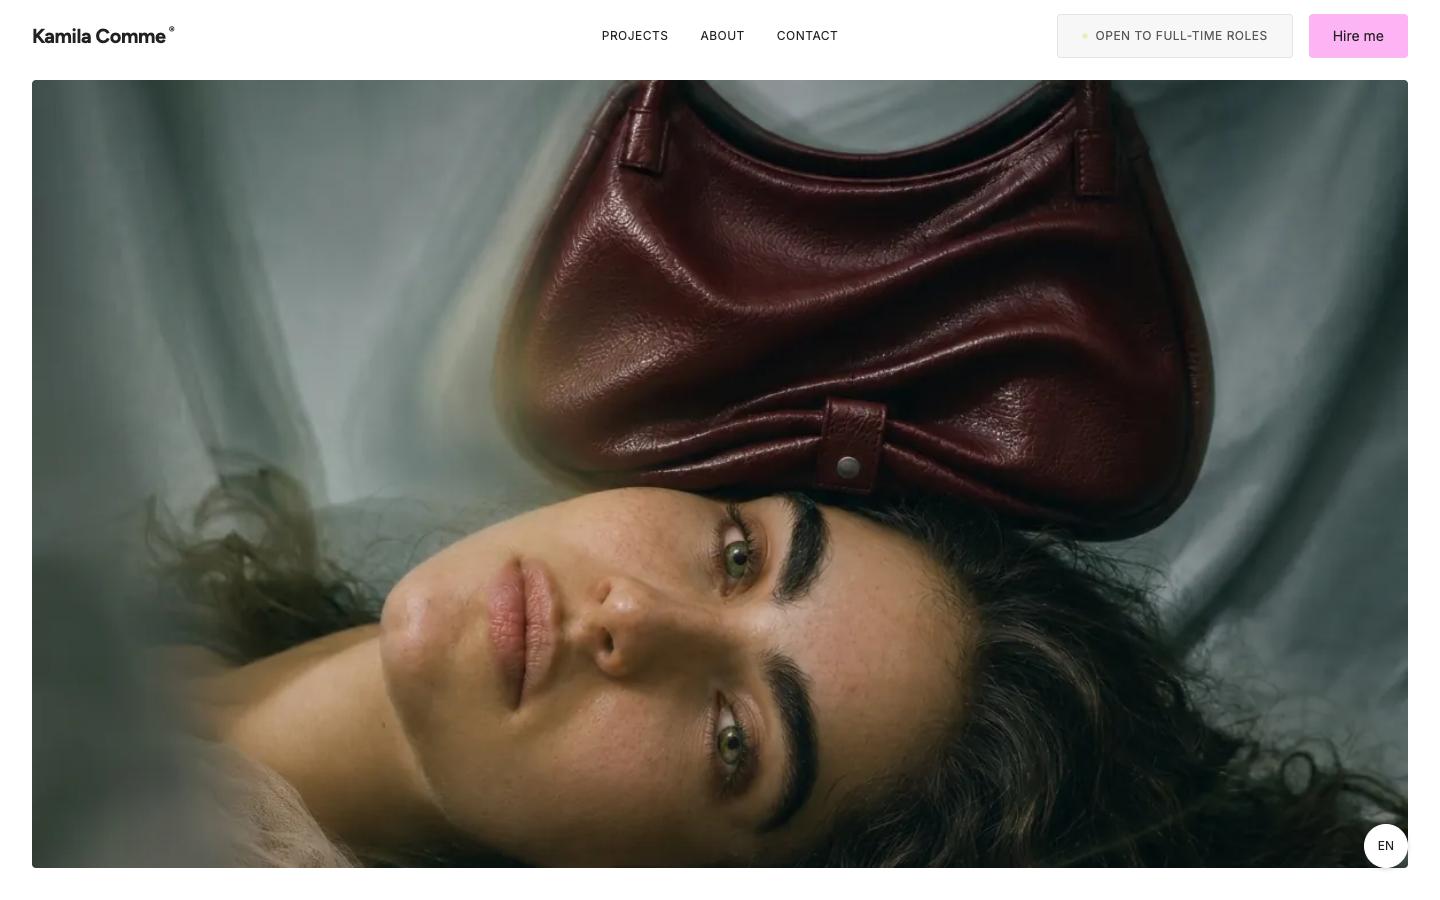 Kamila Comme®
PROJECTS
ABOUT
CONTACT
OPEN TO FULL-TIME ROLES
Hire me
EN